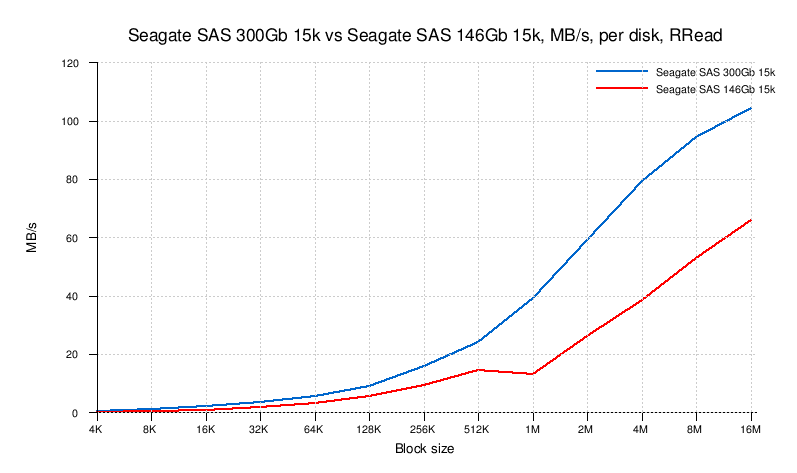 Seagate SAS 300Gb 15k vs Seagate SAS 146Gb 15k, MB/s, per disk, RRead
Seagate SAS 300Gb 15k
Seagate SAS 146Gb 15k
120
100
80
60
40
20
0
MB/s
4K 8K 16K 32K 64K 128K 256K 512K 1M 2M 4M 8M 16M
Block size